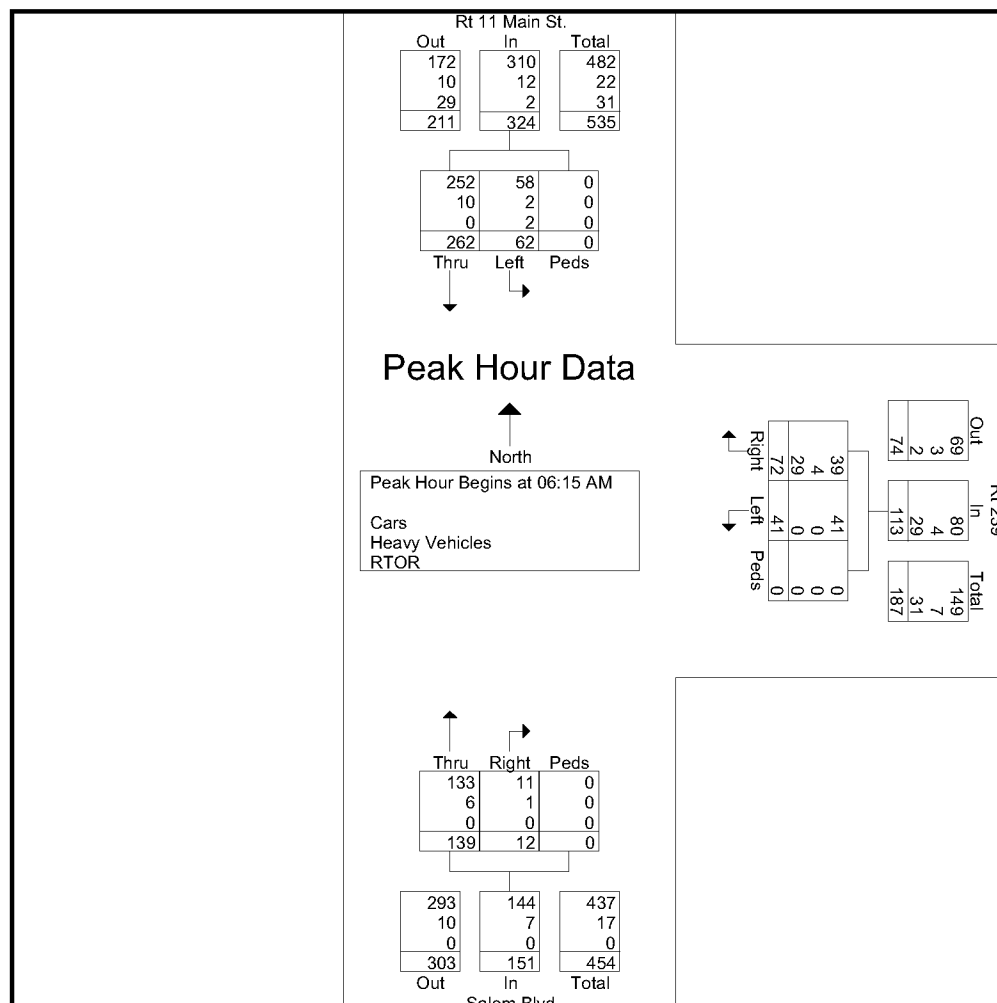 Rt 11 Main St.
Out In Total
172 310 482
10 12 22
29 2 31
211 324 535
252 58 0
10 2 0
0 2 0
262 62 0
Thru Left Peds
Peak Hour Data
North
Peak Hour Begins at 06:15 AM
Cars
Heavy Vehicles
RTOR
Out In Total
69 80 149
3 4 7
2 29 31
74 113 187
39 41 0
4 0 0
29 0 0
72 41 0
Right Left Peds
Thru Right Peds
133 11 0
6 1 0
0 0 0
139 12 0
293 144 437
10 7 17
0 0 0
303 151 454
Out In Total
Salem Blvd